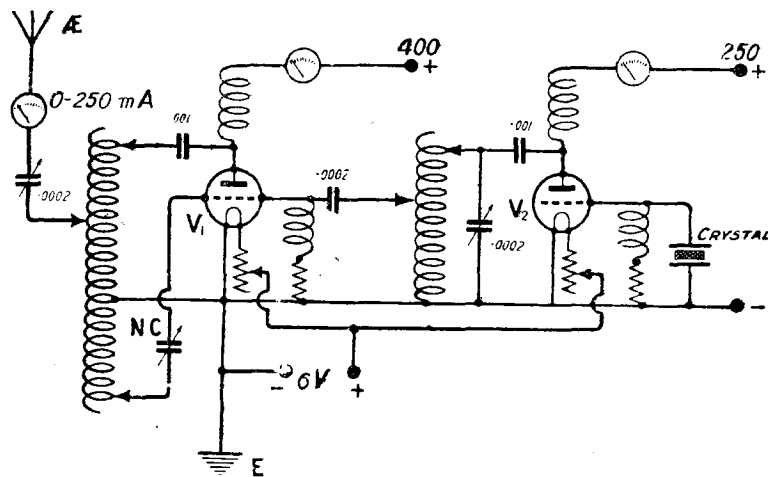 Æ
400
+
250
+
0-250 mA
.001
.001
.0002
.0002
V₁
V₂
.0002
CRYSTAL
NC
-
- 6V +
E